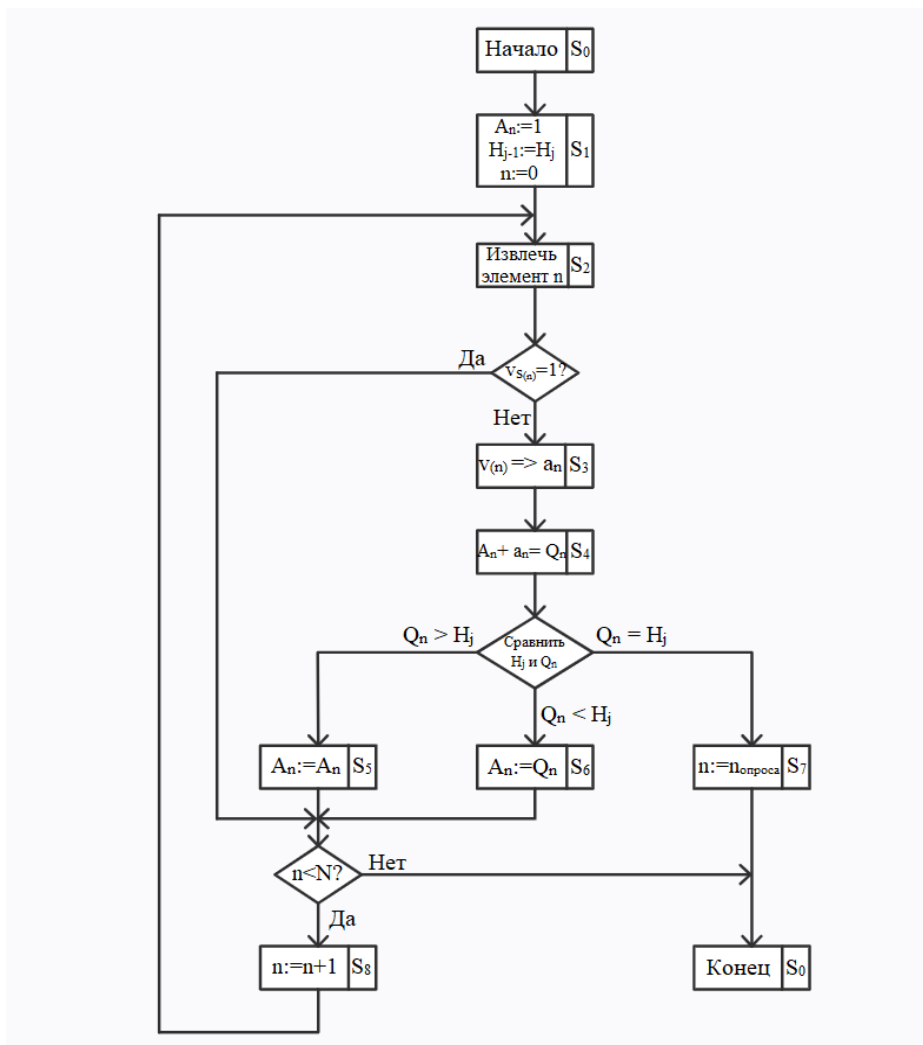 Начало S₀
Aₙ:=1
Hⱼ₋₁:=Hⱼ S₁
n:=0
Извлечь
элемент n S₂
Да
vₛ₍ₙ₎=1?
Нет
v₍ₙ₎ => aₙ S₃
Aₙ+ aₙ= Qₙ S₄
Qₙ > Hⱼ
Сравнить
Hⱼ и Qₙ
Qₙ = Hⱼ
Qₙ < Hⱼ
Aₙ:=Aₙ S₅
Aₙ:=Qₙ S₆
n:=nопроса S₇
n<N?
Нет
Да
n:=n+1 S₈
Конец S₀